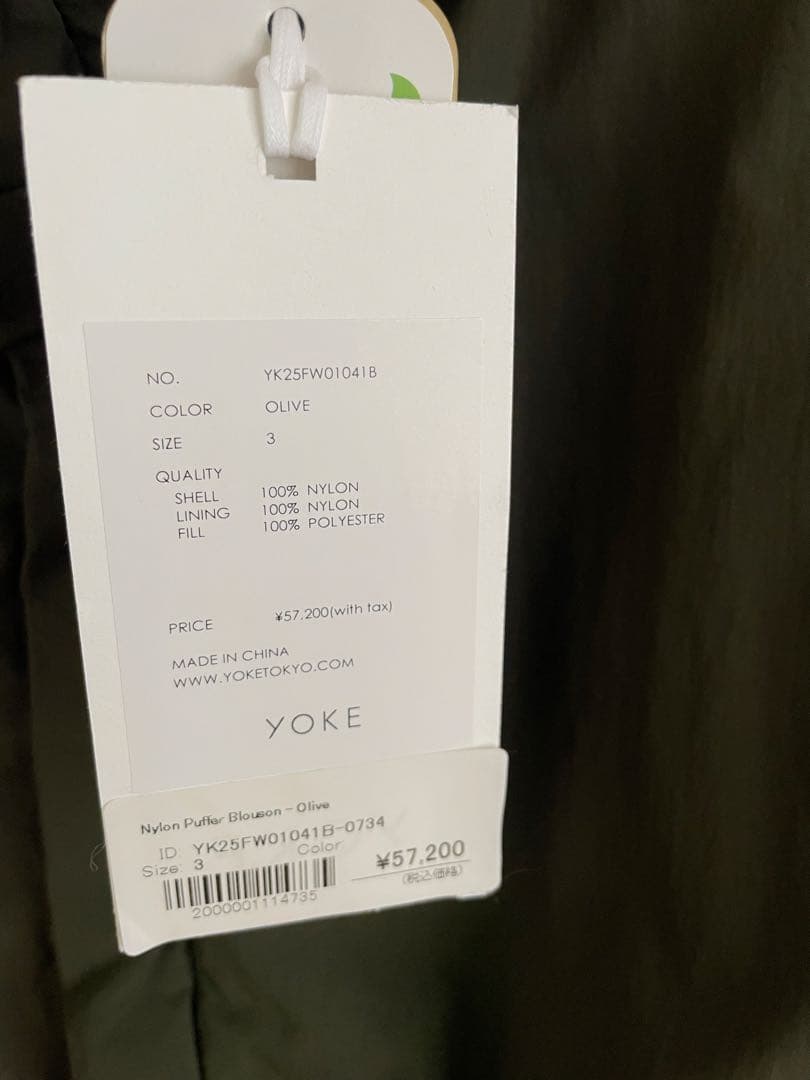 NO. YK25FW01041B
COLOR OLIVE
SIZE 3
QUALITY
SHELL 100% NYLON
LINING 100% NYLON
FILL 100% POLYESTER
PRICE ¥57,200(with tax)
MADE IN CHINA
WWW.YOKETOKYO.COM
YOKE
Nylon Puffer Blouson - Olive
ID: YK25FW01041B-0734
Size: 3 Color
¥57,200
(税込価格)
2000001114735